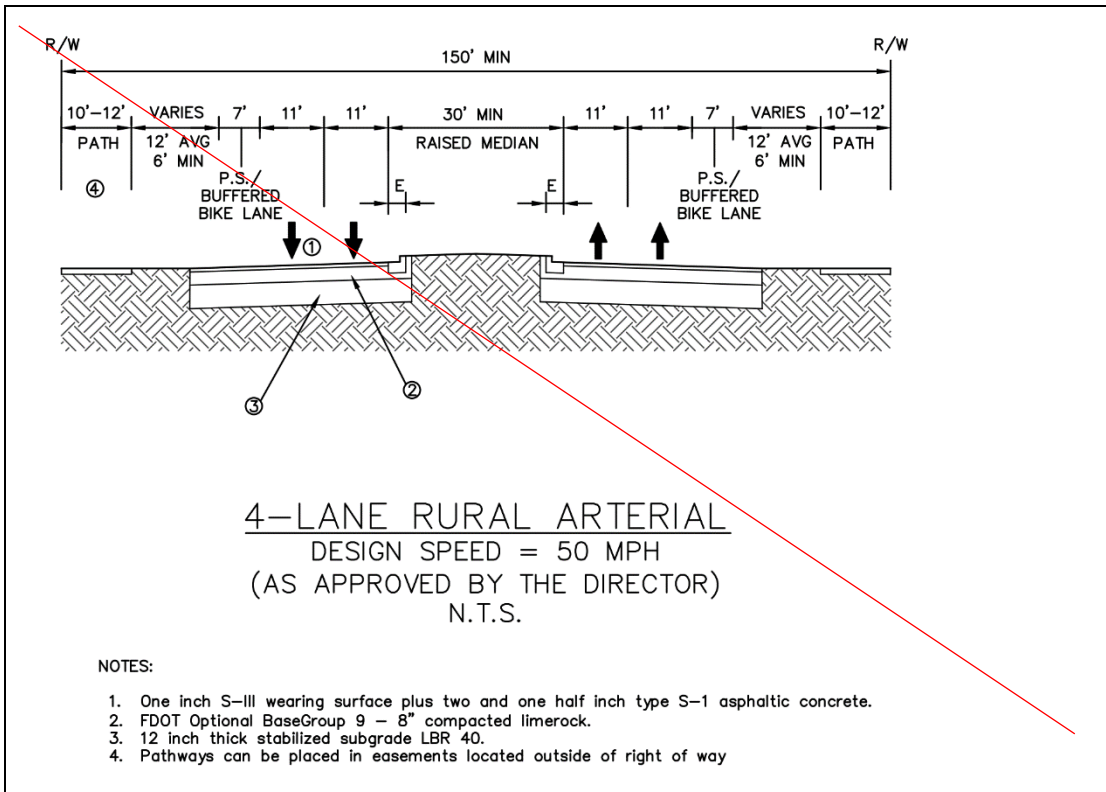 R/W R/W
150' MIN
10'-12' VARIES 7' 11' 11' 30' MIN 11' 11' 7' VARIES 10'-12'
PATH 12' AVG RAISED MEDIAN 12' AVG PATH
6' MIN 6' MIN
④ P.S./ E E P.S./
BUFFERED BUFFERED
BIKE LANE BIKE LANE
①
②
③
4-LANE RURAL ARTERIAL
DESIGN SPEED = 50 MPH
(AS APPROVED BY THE DIRECTOR)
N.T.S.
NOTES:
1. One inch S-III wearing surface plus two and one half inch type S-1 asphaltic concrete.
2. FDOT Optional BaseGroup 9 - 8" compacted limerock.
3. 12 inch thick stabilized subgrade LBR 40.
4. Pathways can be placed in easements located outside of right of way